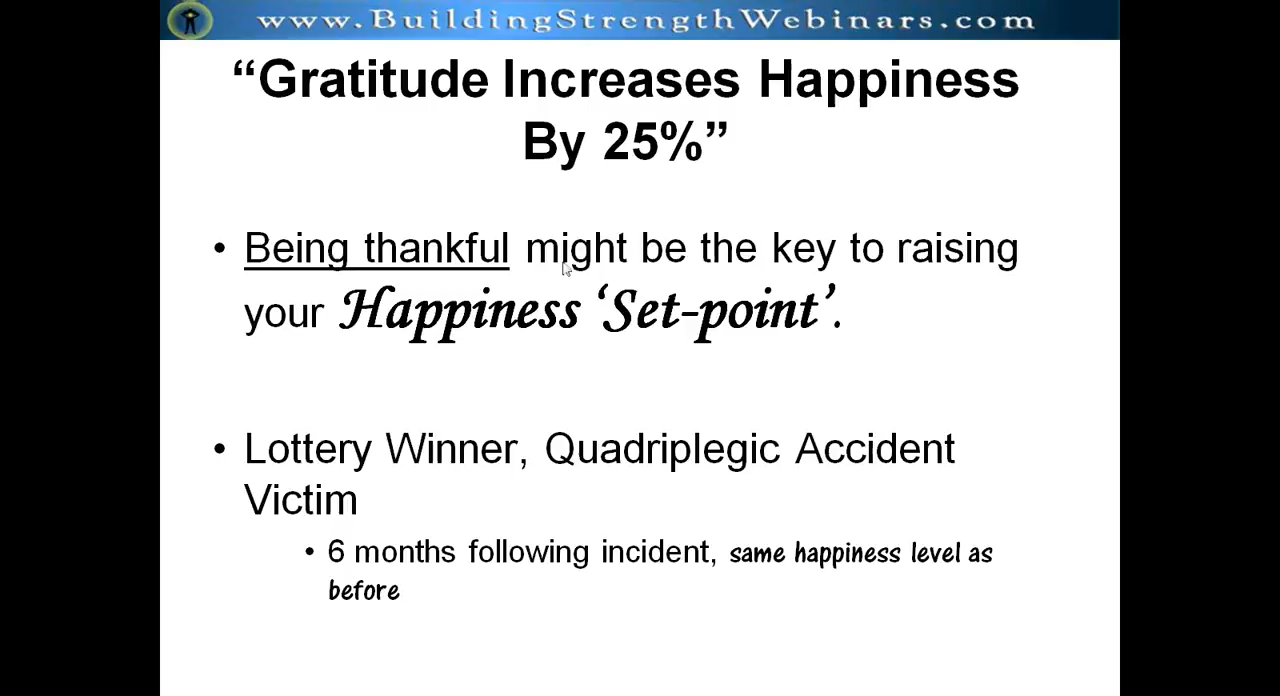 www.BuildingStrengthWebinars.com
“Gratitude Increases Happiness
By 25%”
• Being thankful might be the key to raising
your Happiness ‘Set-point’.
• Lottery Winner, Quadriplegic Accident
Victim
• 6 months following incident, same happiness level as
before